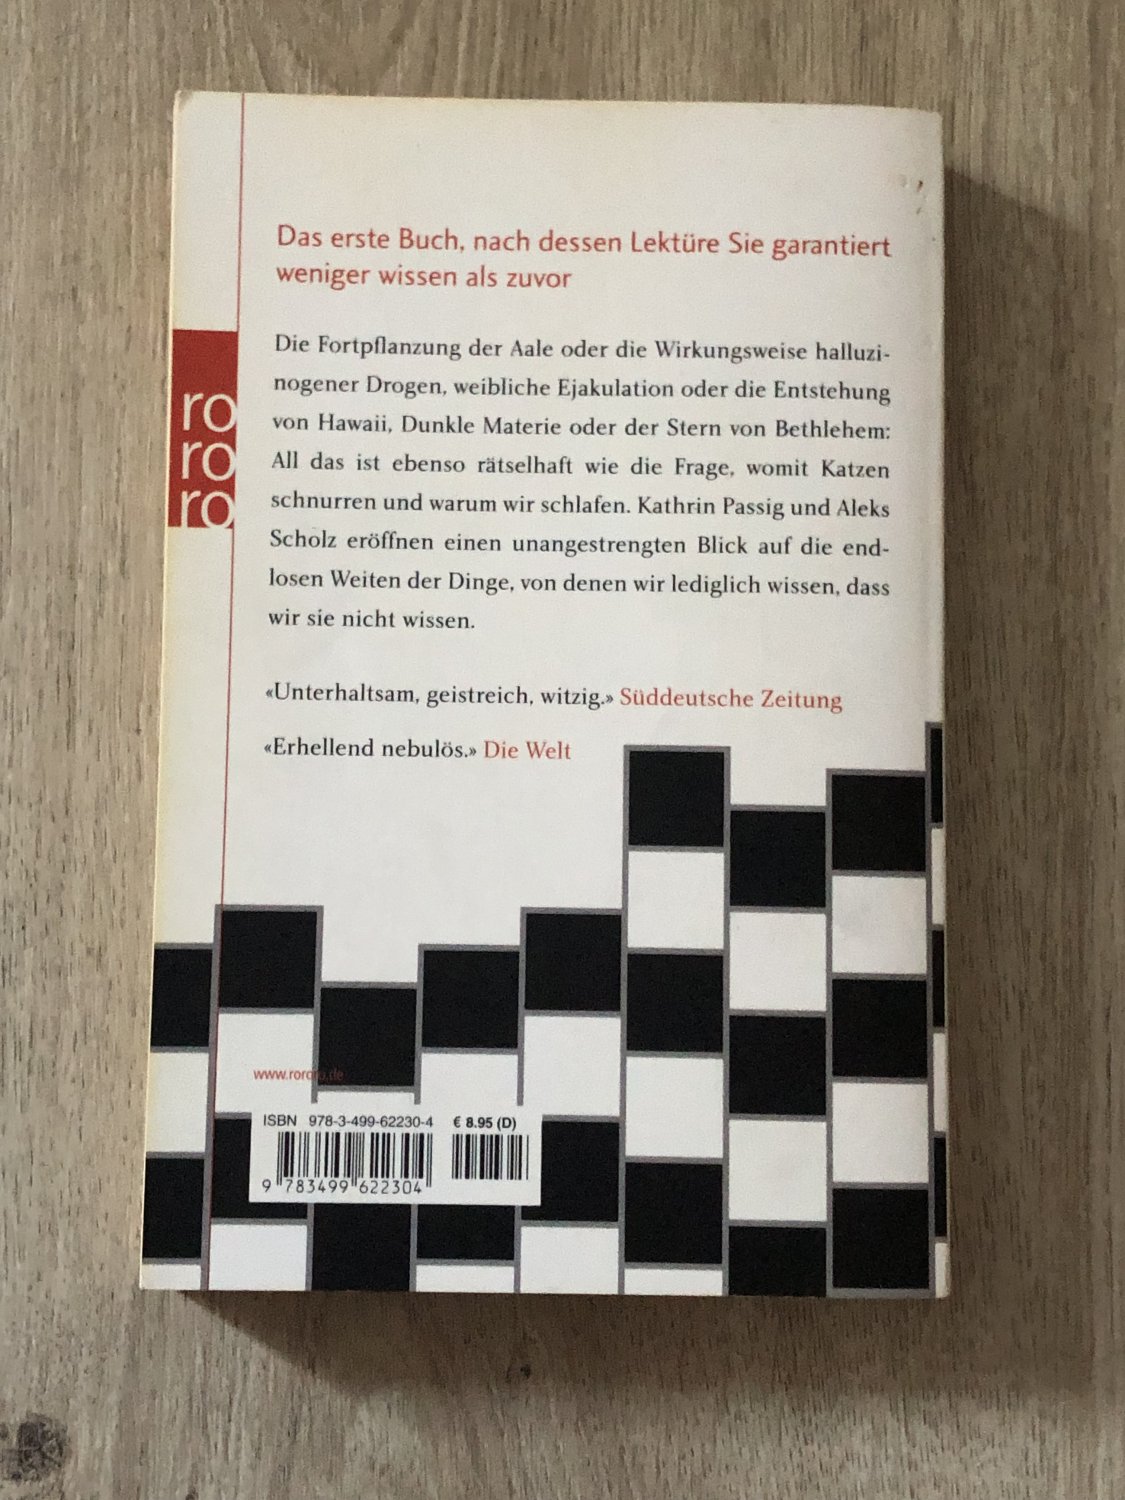 Das erste Buch, nach dessen Lektüre Sie garantiert
weniger wissen als zuvor
Die Fortpflanzung der Aale oder die Wirkungsweise halluzi-
nogener Drogen, weibliche Ejakulation oder die Entstehung
von Hawaii, Dunkle Materie oder der Stern von Bethlehem:
All das ist ebenso rätselhaft wie die Frage, womit Katzen
schnurren und warum wir schlafen. Kathrin Passig und Aleks
Scholz eröffnen einen unangestrengten Blick auf die end-
losen Weiten der Dinge, von denen wir lediglich wissen, dass
wir sie nicht wissen.
«Unterhaltsam, geistreich, witzig.» Süddeutsche Zeitung
«Erhellend nebulös.» Die Welt
ro
ro
ro
www.rororo.de
ISBN 978-3-499-62230-4 € 8.95 (D)
9 783499 622304